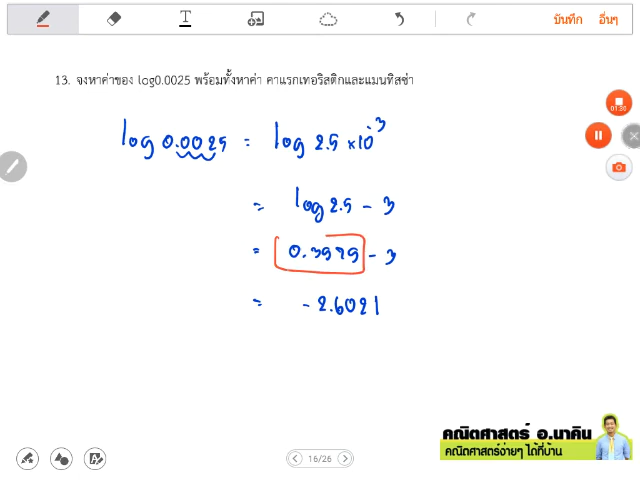 บันทึก อื่นๆ
01:26
13. จงหาค่าของ log0.0025 พร้อมทั้งหาค่า คาแรกเทอริสติกและแมนทิสซ่า
log 0.0025 = log 2.5 × 10⁻³
= log 2.5 - 3
= 0.3979 - 3
= - 2.6021
คณิตศาสตร์ อ.นาคิน
คณิตศาสตร์ง่ายๆ ได้ที่บ้าน
16/26